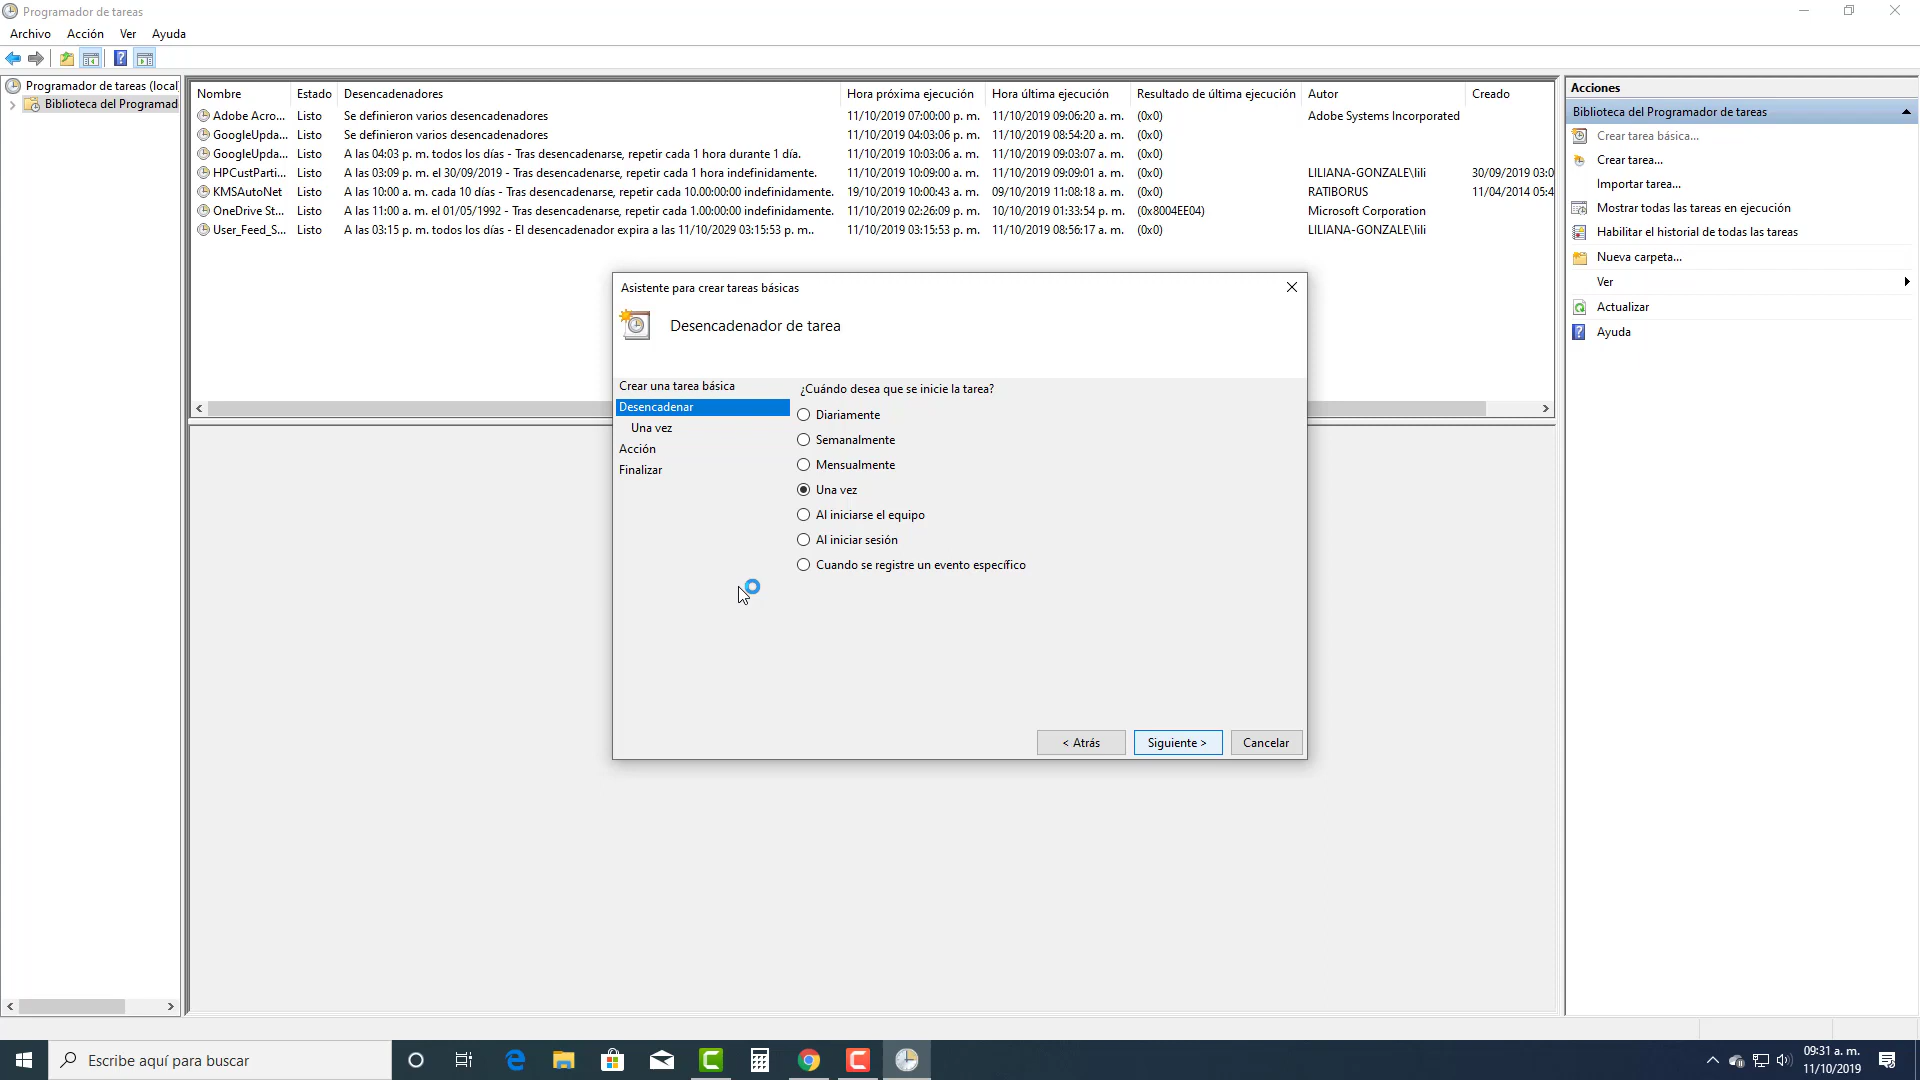 Programador de tareas
Archivo Acción Ver Ayuda
Programador de tareas (local
Biblioteca del Programad
Nombre Estado Desencadenadores Hora próxima ejecución Hora última ejecución Resultado de última ejecución Autor Creado
Adobe Acro... Listo Se definieron varios desencadenadores 11/10/2019 07:00:00 p. m. 11/10/2019 09:06:20 a. m. (0x0) Adobe Systems Incorporated
GoogleUpda... Listo Se definieron varios desencadenadores 11/10/2019 04:03:06 p. m. 11/10/2019 08:54:20 a. m. (0x0)
GoogleUpda... Listo A las 04:03 p. m. todos los días - Tras desencadenarse, repetir cada 1 hora durante 1 día. 11/10/2019 10:03:06 a. m. 11/10/2019 09:03:07 a. m. (0x0)
HPCustParti... Listo A las 03:09 p. m. el 30/09/2019 - Tras desencadenarse, repetir cada 1 hora indefinidamente. 11/10/2019 10:09:00 a. m. 11/10/2019 09:09:01 a. m. (0x0) LILIANA-GONZALE\lili 30/09/2019 03:0
KMSAutoNet Listo A las 10:00 a. m. cada 10 días - Tras desencadenarse, repetir cada 10.00:00:00 indefinidamente. 19/10/2019 10:00:43 a. m. 09/10/2019 11:08:18 a. m. (0x0) RATIBORUS 11/04/2014 05:4
OneDrive St... Listo A las 11:00 a. m. el 01/05/1992 - Tras desencadenarse, repetir cada 1.00:00:00 indefinidamente. 11/10/2019 02:26:09 p. m. 10/10/2019 01:33:54 p. m. (0x8004EE04) Microsoft Corporation
User_Feed_S... Listo A las 03:15 p. m. todos los días - El desencadenador expira a las 11/10/2029 03:15:53 p. m.. 11/10/2019 03:15:53 p. m. 11/10/2019 08:56:17 a. m. (0x0) LILIANA-GONZALE\lili
Acciones
Biblioteca del Programador de tareas
Crear tarea básica...
Crear tarea...
Importar tarea...
Mostrar todas las tareas en ejecución
Habilitar el historial de todas las tareas
Nueva carpeta...
Ver
Actualizar
Ayuda
Asistente para crear tareas básicas
Desencadenador de tarea
Crear una tarea básica
Desencadenar
Una vez
Acción
Finalizar
¿Cuándo desea que se inicie la tarea?
Diariamente
Semanalmente
Mensualmente
Una vez
Al iniciarse el equipo
Al iniciar sesión
Cuando se registre un evento específico
< Atrás Siguiente > Cancelar
Escribe aquí para buscar
09:31 a. m.
11/10/2019